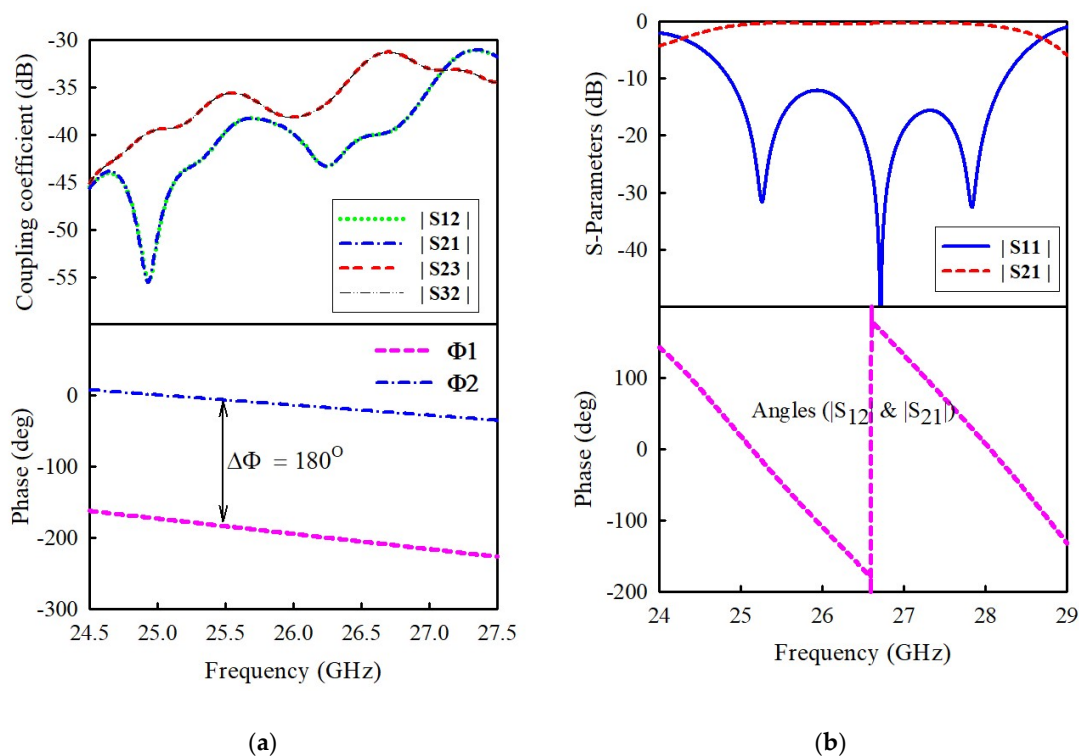 Coupling coefficient (dB)
-30
-35
-40
-45
-50
-55
| S12 |
| S21 |
| S23 |
| S32 |
Phase (deg)
0
-100
-200
-300
Φ1
Φ2
ΔΦ = 180O
24.5 25.0 25.5 26.0 26.5 27.0 27.5
Frequency (GHz)
(a)
S-Parameters (dB)
0
-10
-20
-30
-40
| S11 |
| S21 |
Phase (deg)
100
0
-100
-200
Angles (|S12| & |S21|)
24 25 26 27 28 29
Frequency (GHz)
(b)